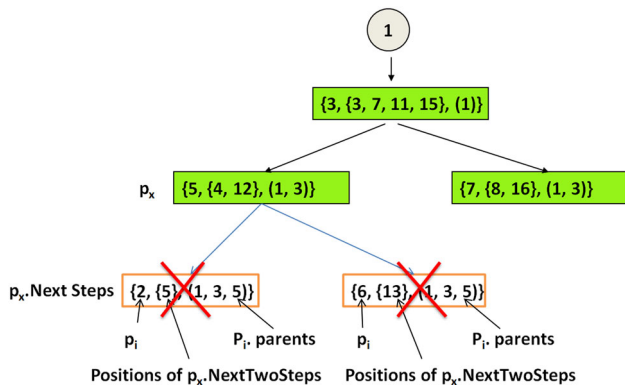 1
{3, {3, 7, 11, 15}, (1)}
pₓ {5, {4, 12}, (1, 3)} {7, {8, 16}, (1, 3)}
pₓ.Next Steps {2, {5}, (1, 3, 5)} {6, {13}, (1, 3, 5)}
pᵢ Pᵢ. parents pᵢ Pᵢ. parents
Positions of pₓ.NextTwoSteps Positions of pₓ.NextTwoSteps